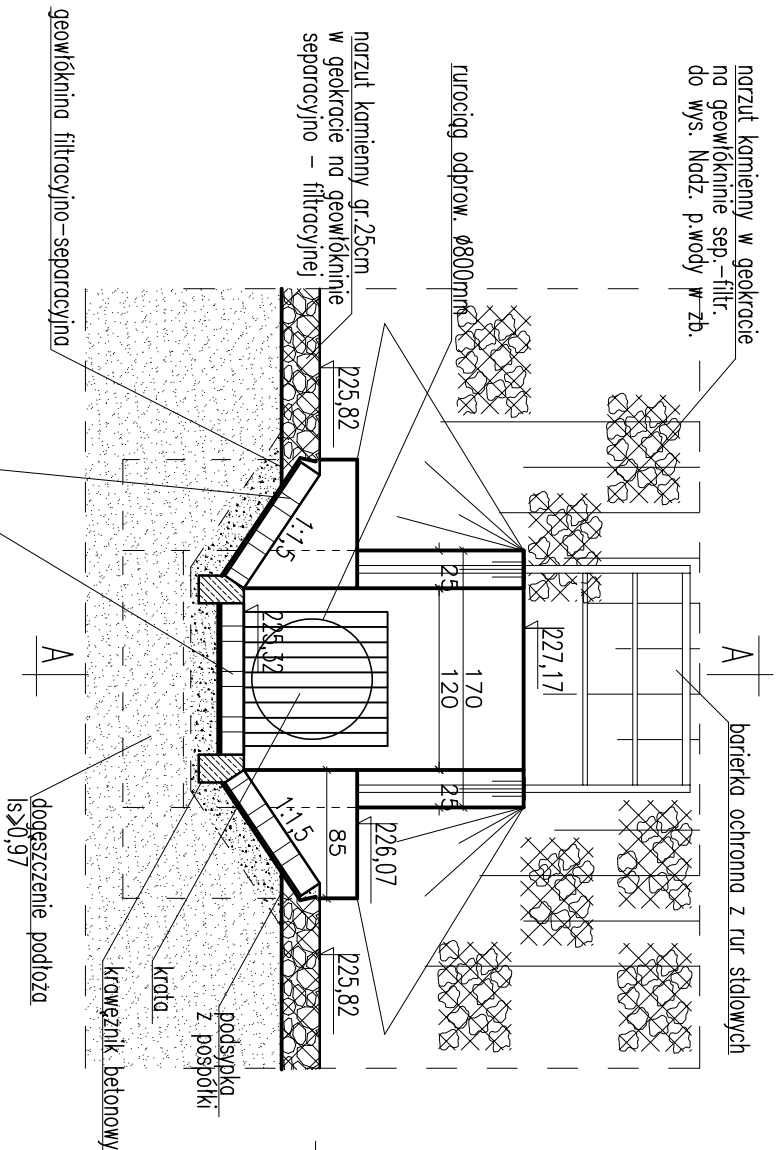 narzut kamienny w geokracie
na geowłókninie sep.-filtr.
do wys. Nadz. p.wody w zb.
rurociąg odprow. ø800mm
narzut kamienny gr.25cm
w geokracie na geowłókninie
separacyjno - filtracyjnej
geowłóknina filtracyjno-separacyjna
A
A
barierka ochronna z rur stalowych
227,17
170
120
25
25
225,82
225,32
226,07
225,82
85
1:1,5
1:1,5
podsypka
z pospółki
krata
krawężnik betonowy
dogęszczenie podłoża
Is≥0,97